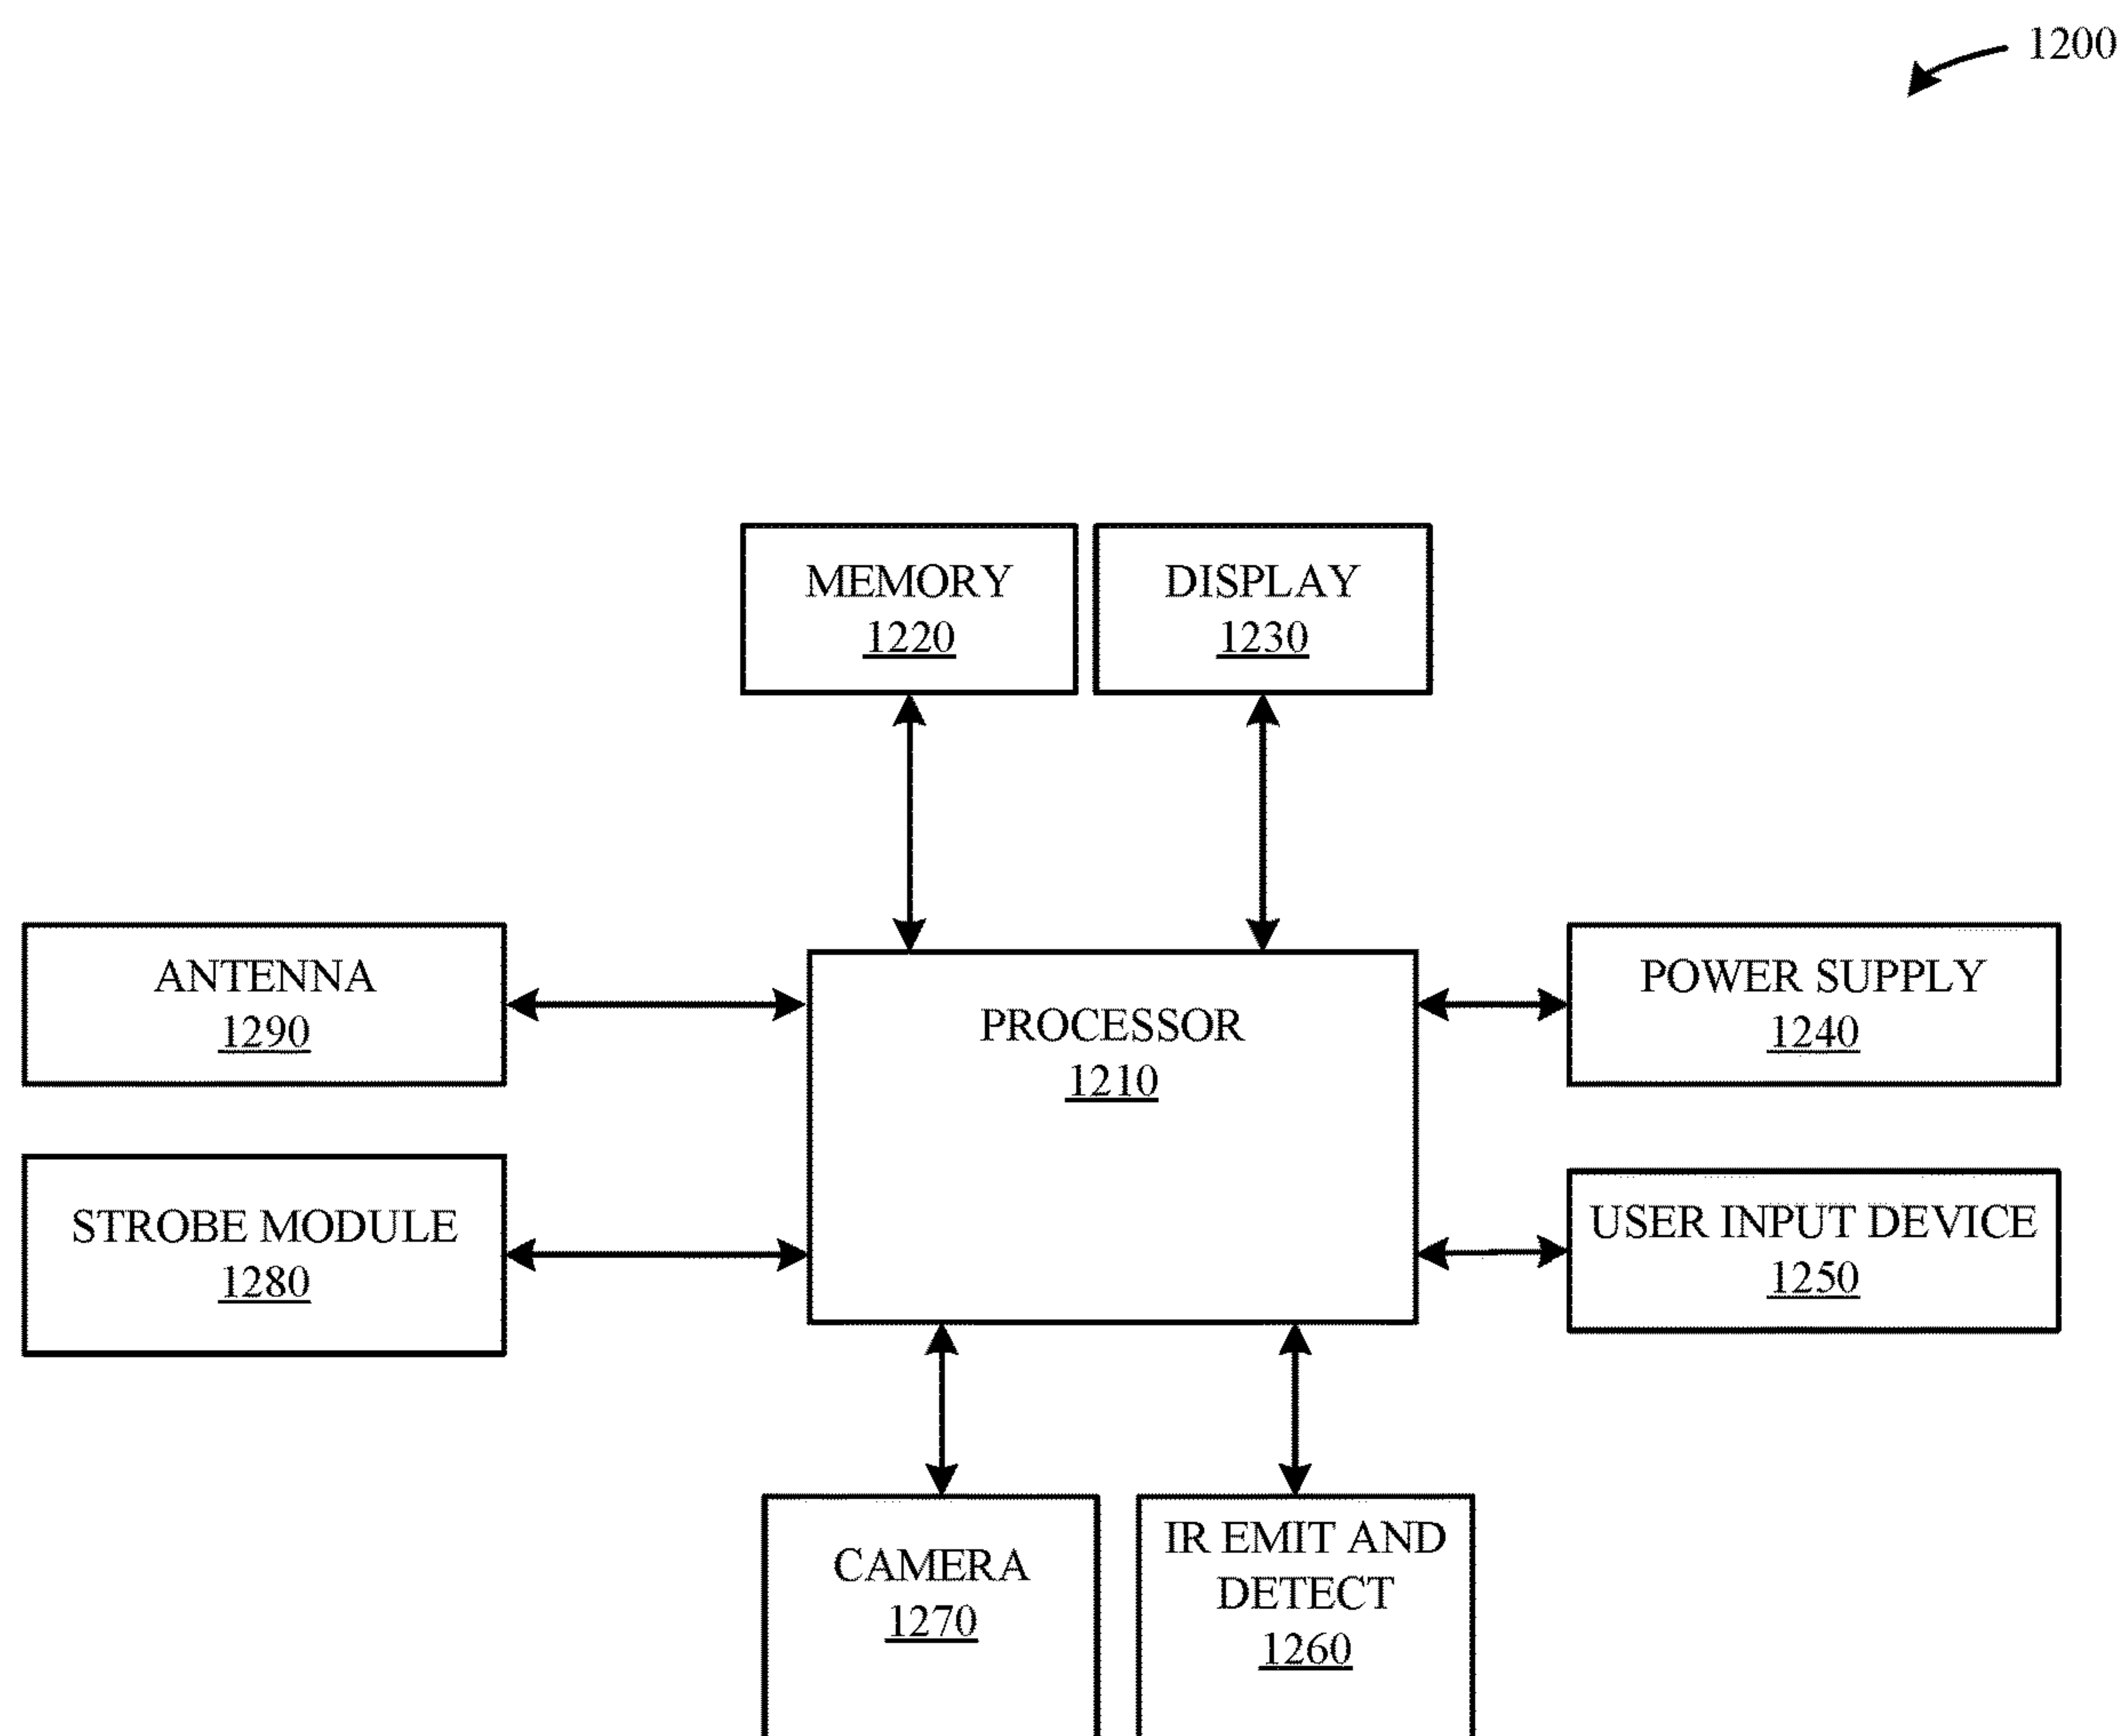 1200
MEMORY
1220
DISPLAY
1230
ANTENNA
1290
PROCESSOR
1210
POWER SUPPLY
1240
STROBE MODULE
1280
USER INPUT DEVICE
1250
CAMERA
1270
IR EMIT AND
DETECT
1260